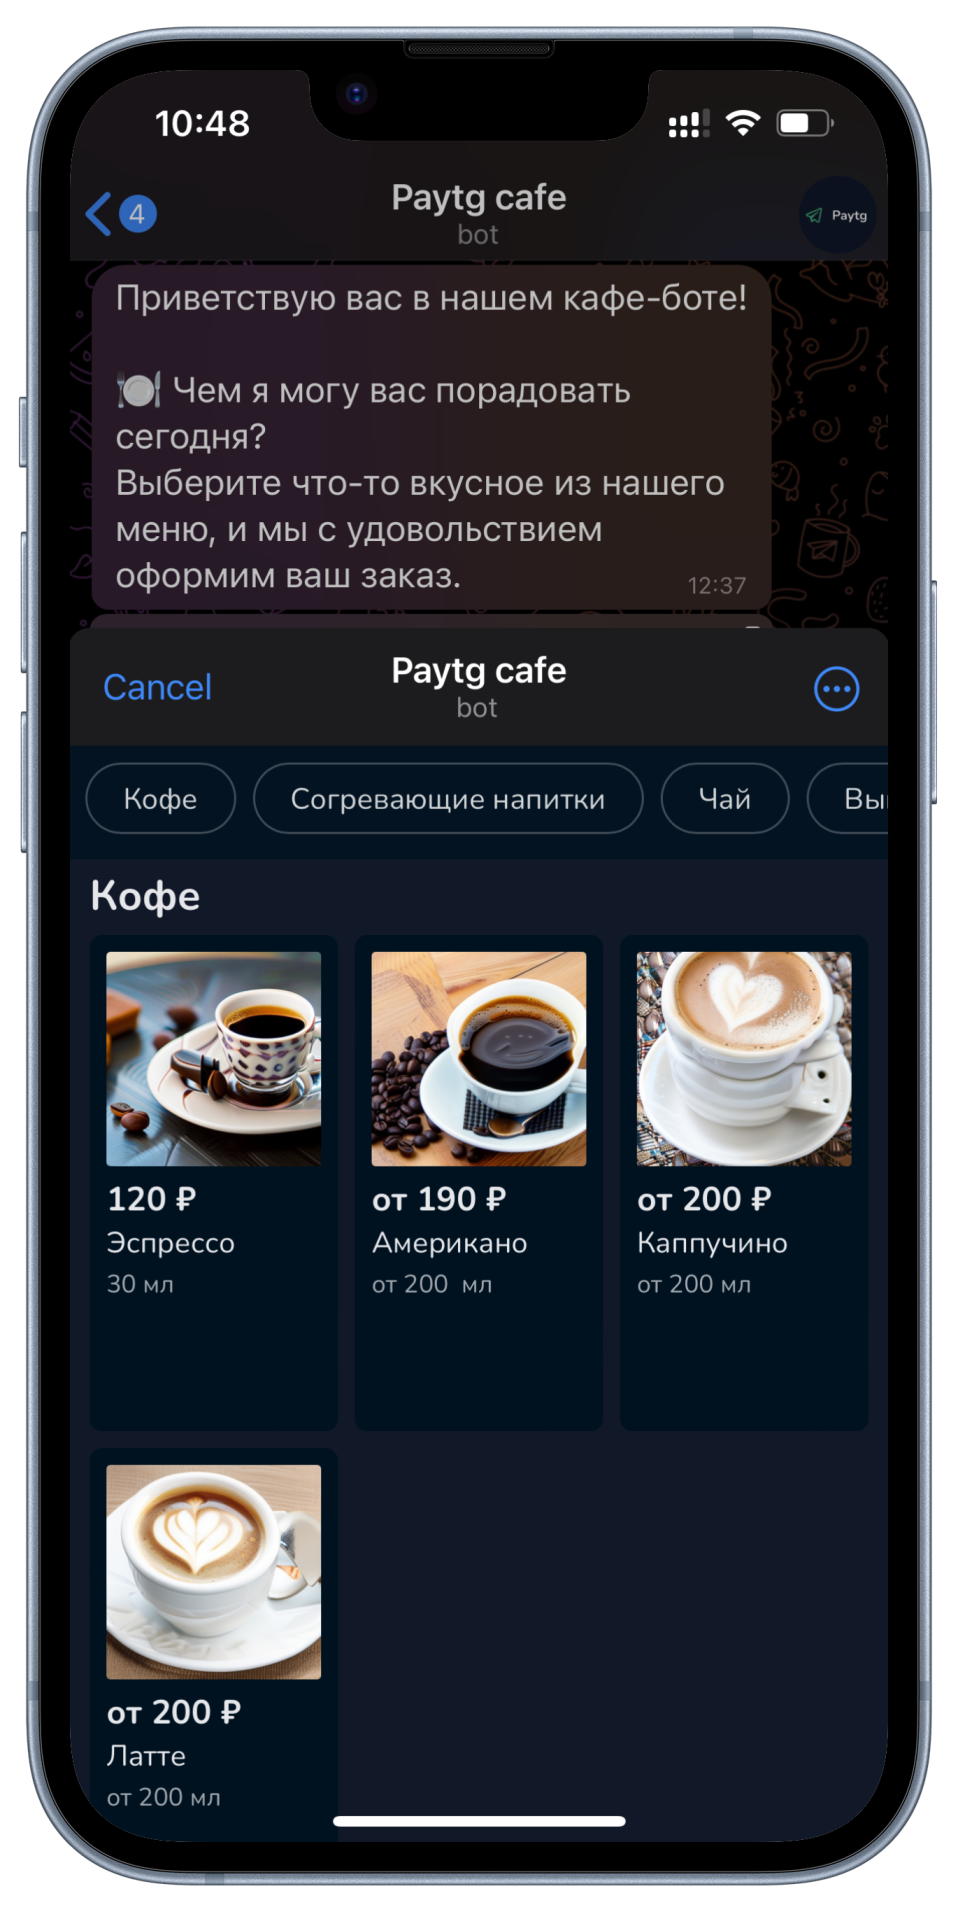 10:48
4
Paytg cafe
bot
Paytg
Приветствую вас в нашем кафе-боте!
Чем я могу вас порадовать
сегодня?
Выберите что-то вкусное из нашего
меню, и мы с удовольствием
оформим ваш заказ.
12:37
Cancel
Paytg cafe
bot
Кофе
Согревающие напитки
Чай
Кофе
120 ₽
Эспрессо
30 мл
от 190 ₽
Американо
от 200 мл
от 200 ₽
Каппучино
от 200 мл
от 200 ₽
Латте
от 200 мл